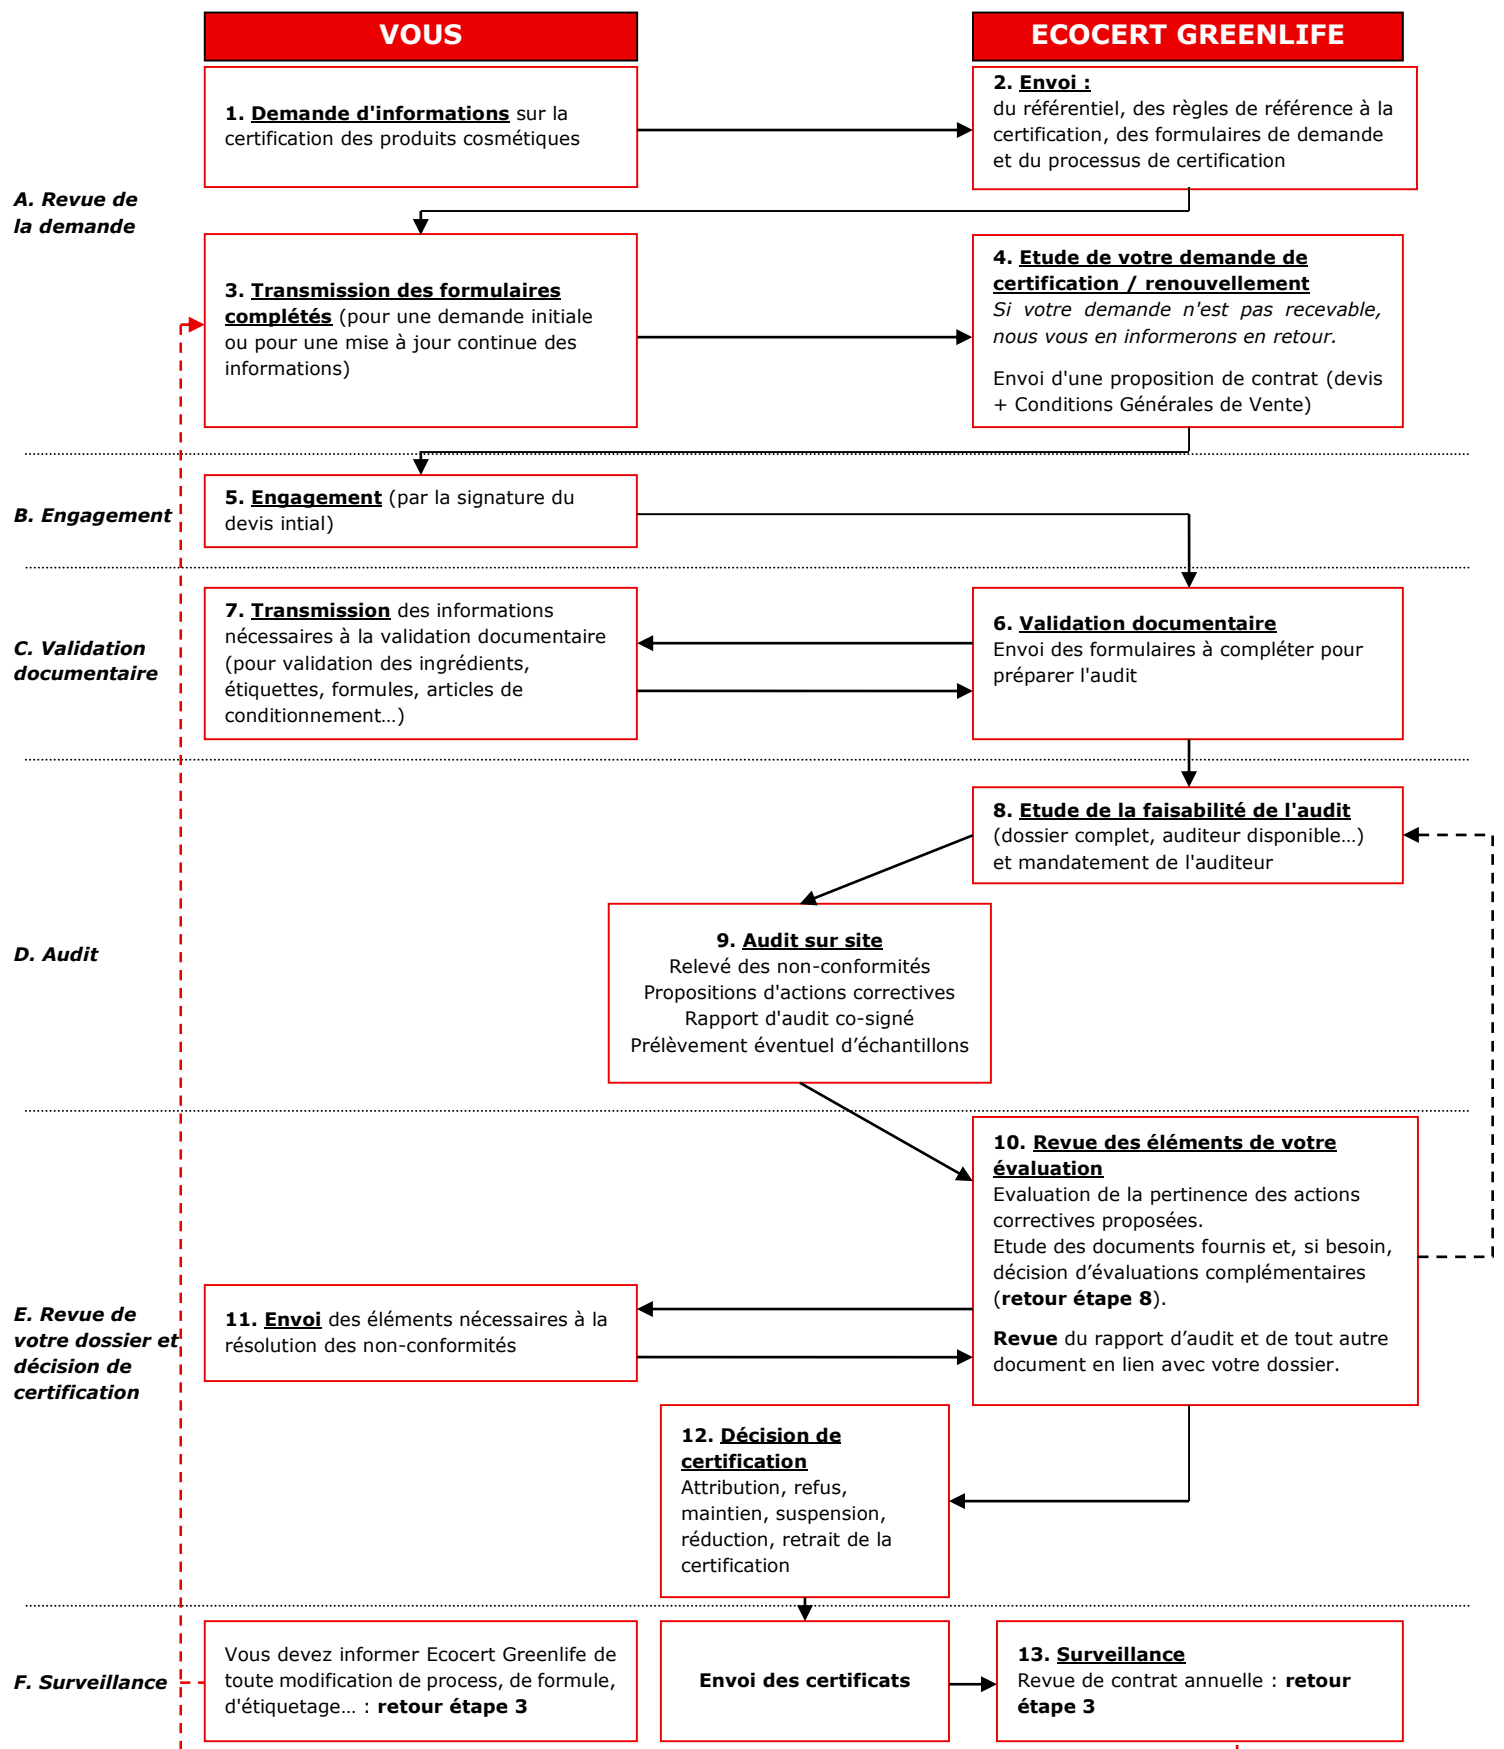 VOUS
ECOCERT GREENLIFE
A. Revue de
la demande
1. Demande d'informations sur la
certification des produits cosmétiques
2. Envoi :
du référentiel, des règles de référence à la
certification, des formulaires de demande
et du processus de certification
3. Transmission des formulaires
complétés (pour une demande initiale
ou pour une mise à jour continue des
informations)
4. Etude de votre demande de
certification / renouvellement
Si votre demande n'est pas recevable,
nous vous en informerons en retour.
Envoi d'une proposition de contrat (devis
+ Conditions Générales de Vente)
B. Engagement
5. Engagement (par la signature du
devis intial)
C. Validation
documentaire
7. Transmission des informations
nécessaires à la validation documentaire
(pour validation des ingrédients,
étiquettes, formules, articles de
conditionnement…)
6. Validation documentaire
Envoi des formulaires à compléter pour
préparer l'audit
D. Audit
8. Etude de la faisabilité de l'audit
(dossier complet, auditeur disponible…)
et mandatement de l'auditeur
9. Audit sur site
Relevé des non-conformités
Propositions d'actions correctives
Rapport d'audit co-signé
Prélèvement éventuel d’échantillons
E. Revue de
votre dossier et
décision de
certification
10. Revue des éléments de votre
évaluation
Evaluation de la pertinence des actions
correctives proposées.
Etude des documents fournis et, si besoin,
décision d’évaluations complémentaires
(retour étape 8).
Revue du rapport d’audit et de tout autre
document en lien avec votre dossier.
11. Envoi des éléments nécessaires à la
résolution des non-conformités
12. Décision de
certification
Attribution, refus,
maintien, suspension,
réduction, retrait de la
certification
F. Surveillance
Vous devez informer Ecocert Greenlife de
toute modification de process, de formule,
d'étiquetage… : retour étape 3
Envoi des certificats
13. Surveillance
Revue de contrat annuelle : retour
étape 3